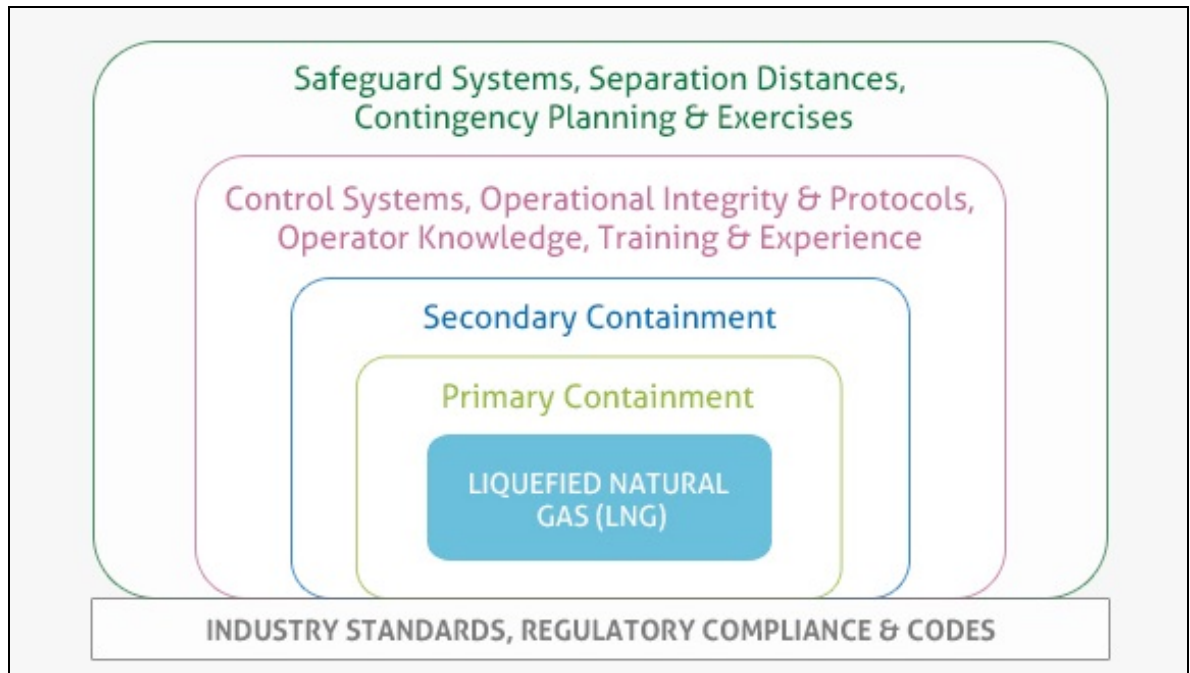 Safeguard Systems, Separation Distances,
Contingency Planning & Exercises
Control Systems, Operational Integrity & Protocols,
Operator Knowledge, Training & Experience
Secondary Containment
Primary Containment
LIQUEFIED NATURAL
GAS (LNG)
INDUSTRY STANDARDS, REGULATORY COMPLIANCE & CODES